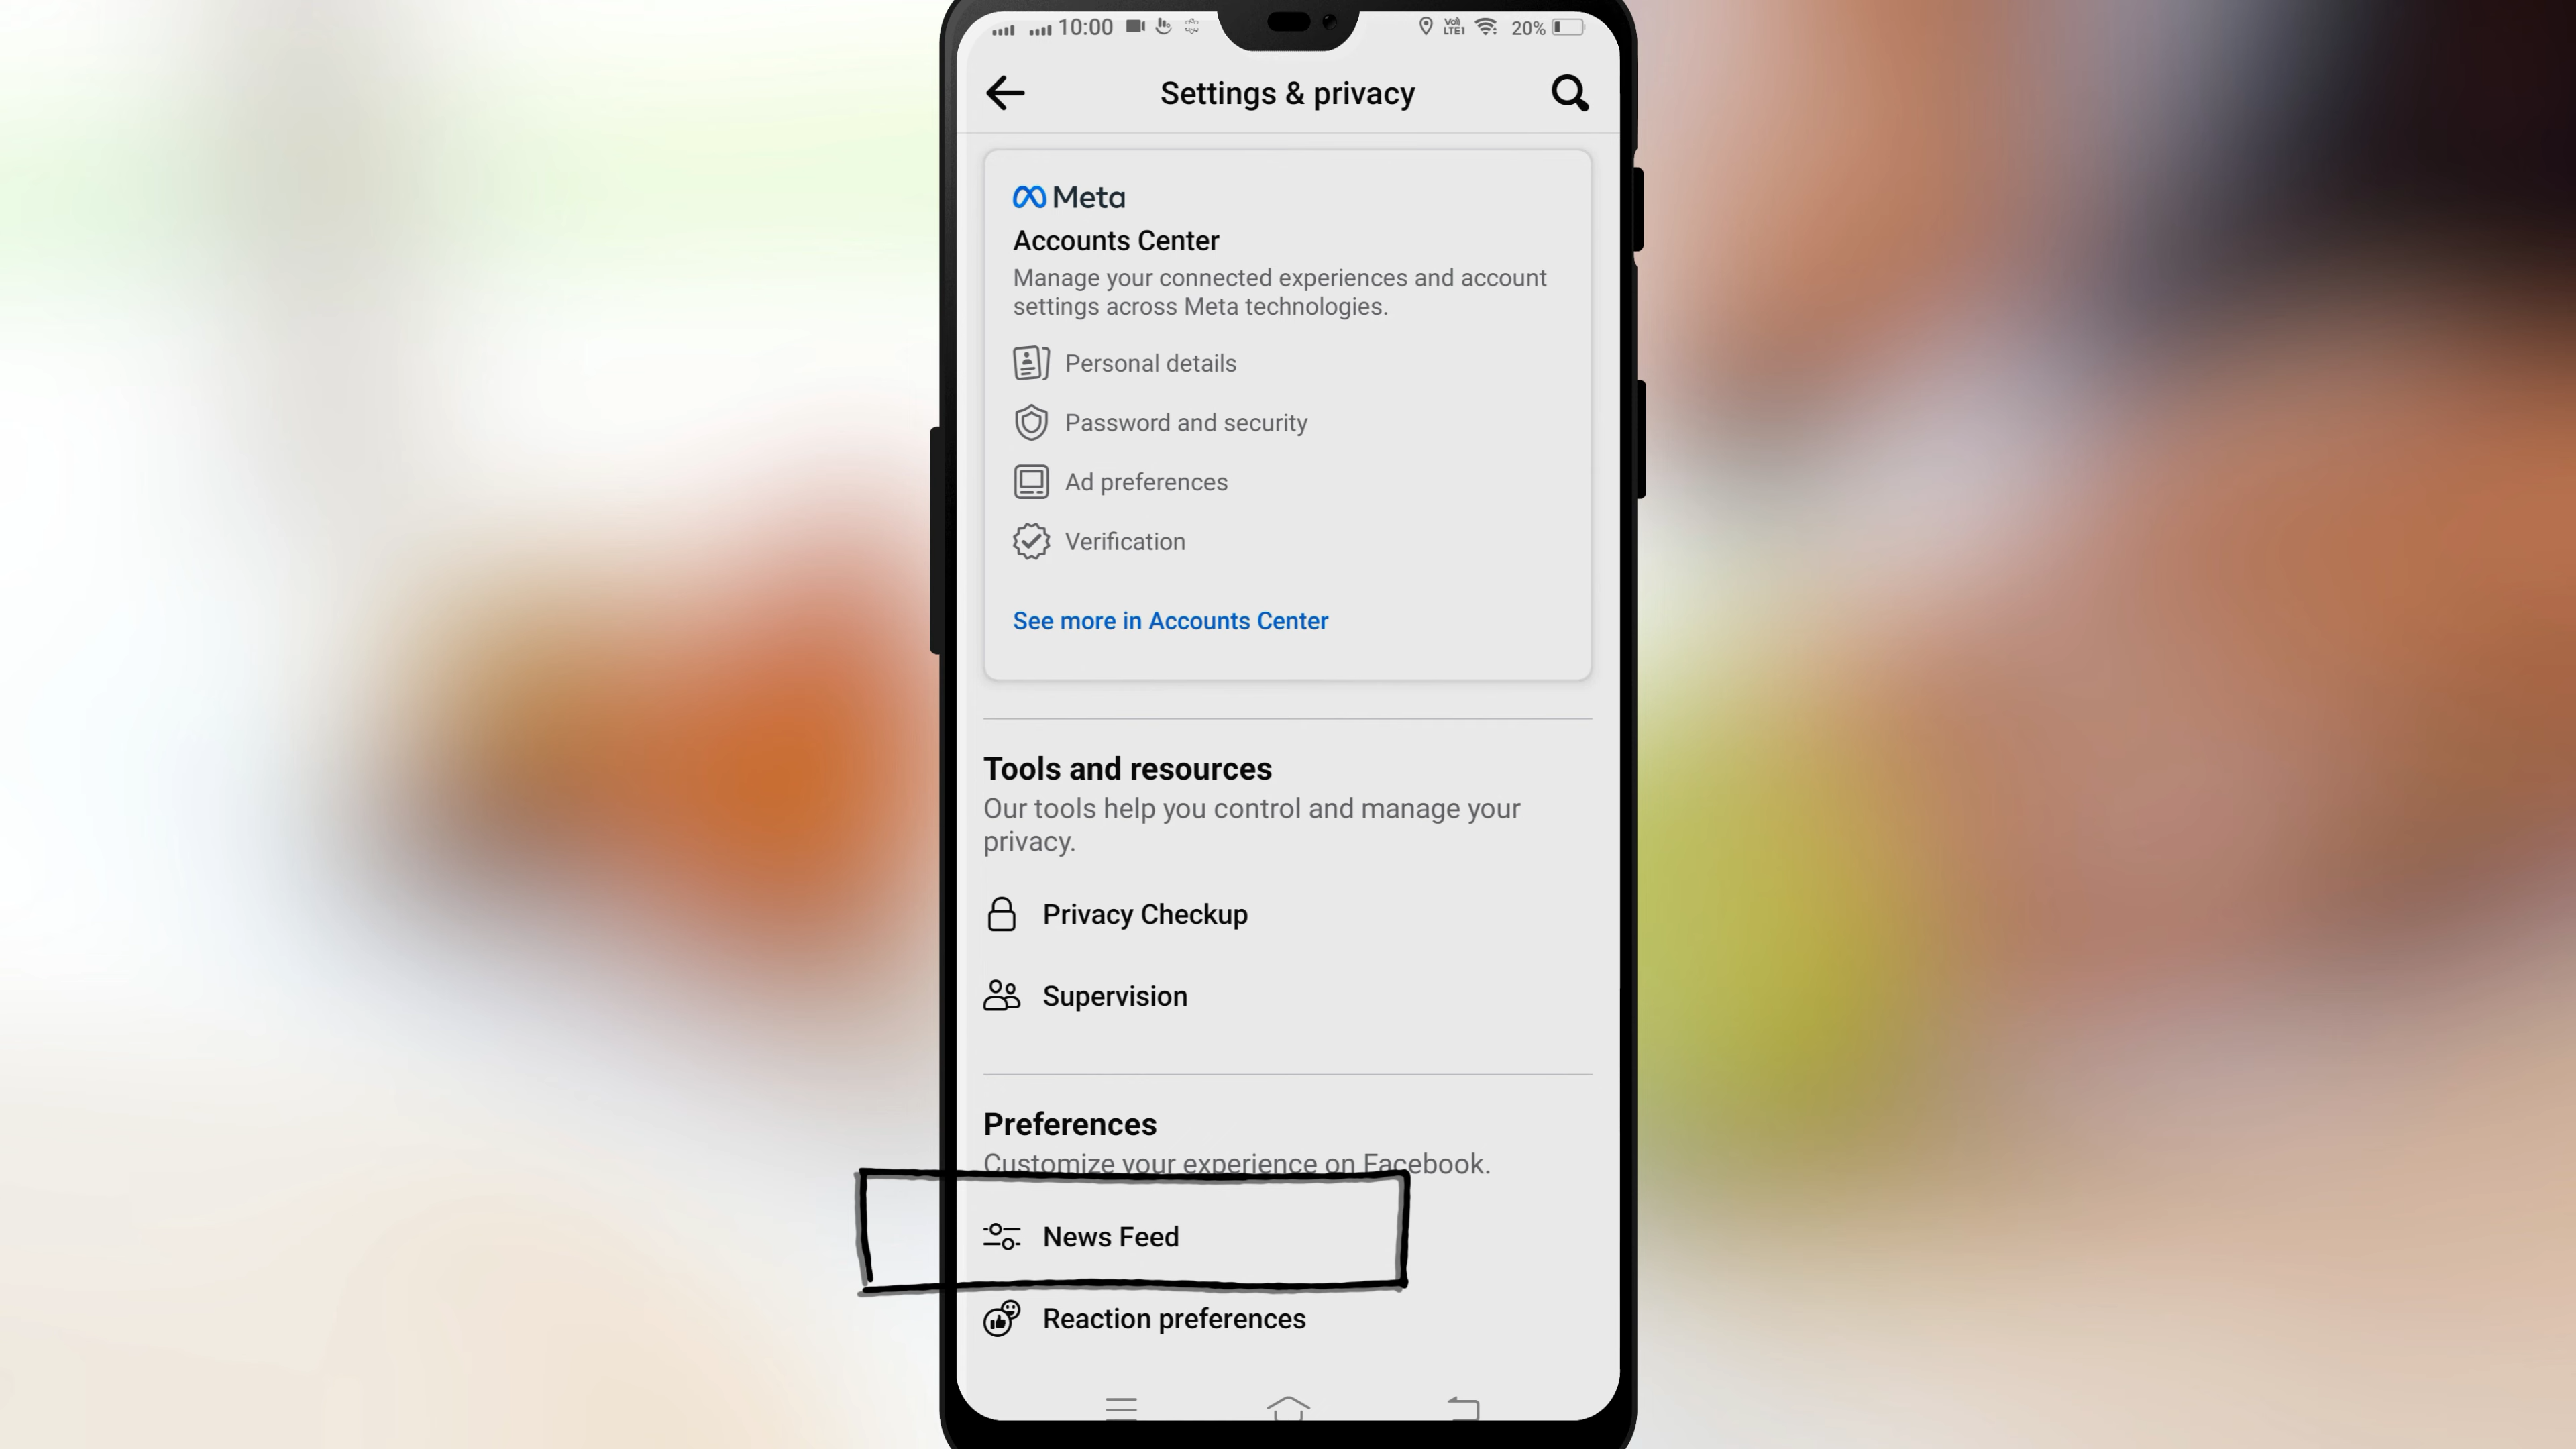 10:00
Vo)
LTE1
20%
Settings & privacy
Meta
Accounts Center
Manage your connected experiences and account
settings across Meta technologies.
Personal details
Password and security
Ad preferences
Verification
See more in Accounts Center
Tools and resources
Our tools help you control and manage your
privacy.
Privacy Checkup
Supervision
Preferences
Customize your experience on Facebook.
News Feed
Reaction preferences